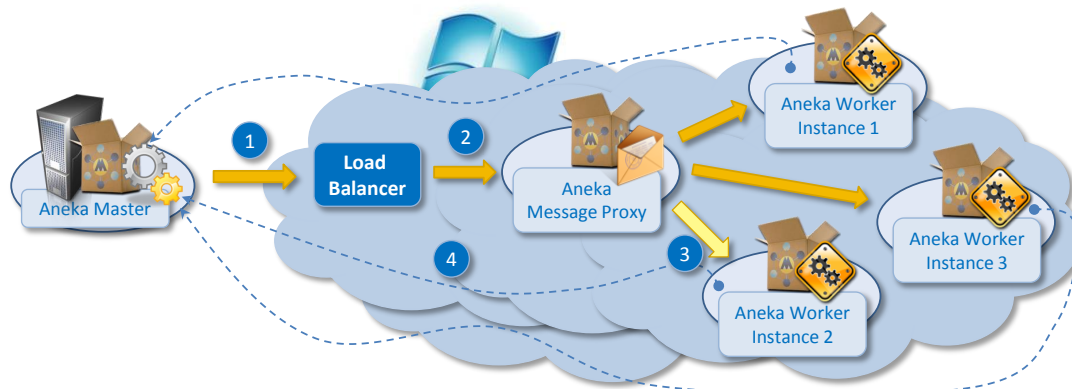 Aneka Master
1
Load
Balancer
2
Aneka
Message Proxy
Aneka Worker
Instance 1
Aneka Worker
Instance 3
3
Aneka Worker
Instance 2
4